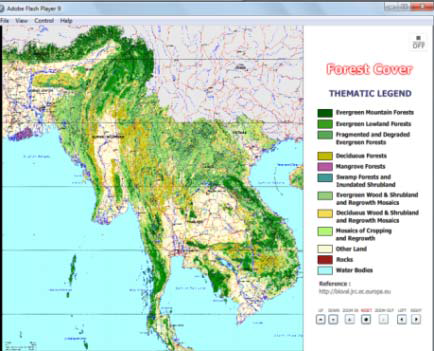 Adobe Flash Player 9
File View Control Help
OFF
Forest Cover
THEMATIC LEGEND
Evergreen Mountain Forests
Evergreen Lowland Forests
Fragmented and Degraded
Evergreen Forests
Deciduous Forests
Mangrove Forests
Swamp Forests and
Inundated Shrubland
Evergreen Wood & Shrubland
and Regrowth Mosaics
Deciduous Wood & Shrubland
and Regrowth Mosaics
Mosaics of Cropping
and Regrowth
Other Land
Rocks
Water Bodies
Reference :
http://bioval.jrc.ec.europa.eu
UP DOWN ZOOM IN RESET ZOOM OUT LEFT RIGHT